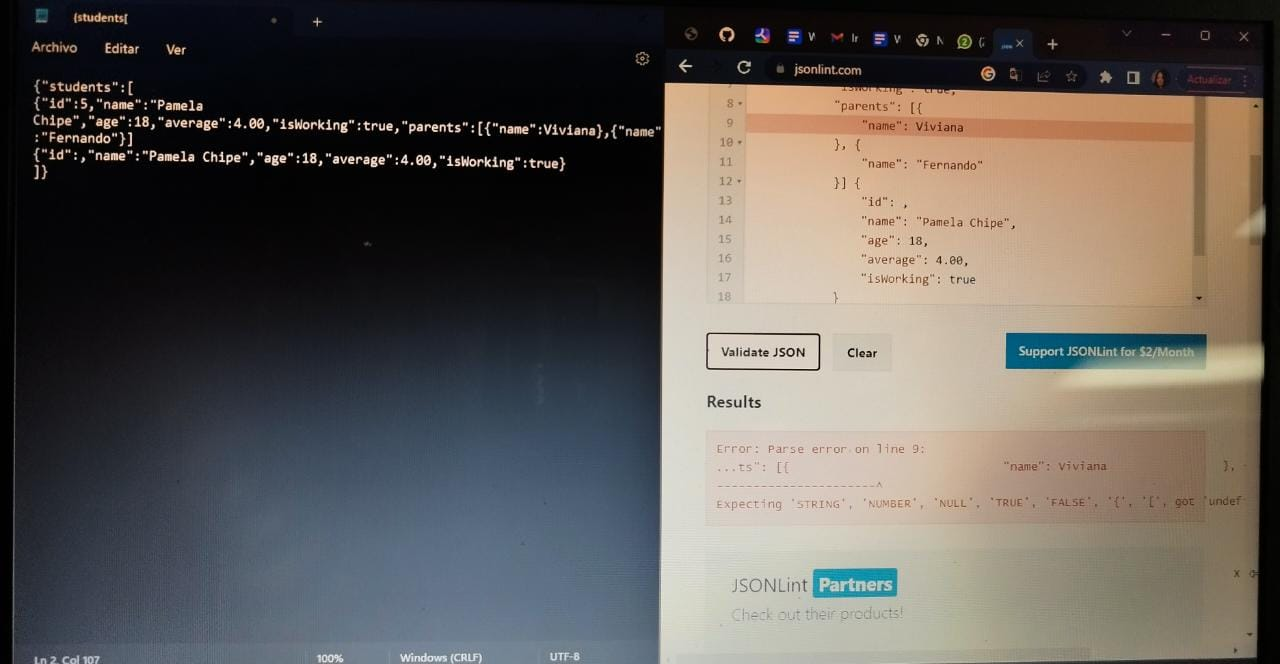 {students[
Archivo Editar Ver
{"students":[
{"id":5,"name":"Pamela
Chipe","age":18,"average":4.00,"isWorking":true,"parents":[{"name":Viviana},{"name"
:"Fernando"}]
{"id":,"name":"Pamela Chipe","age":18,"average":4.00,"isWorking":true}
]}
Ln 2, Col 107 100% Windows (CRLF) UTF-8
jsonlint.com
Actualizar
7 "isWorking": true,
8 "parents": [{
9 "name": Viviana
10 }, {
11 "name": "Fernando"
12 }] {
13 "id": ,
14 "name": "Pamela Chipe",
15 "age": 18,
16 "average": 4.00,
17 "isWorking": true
18 }
Validate JSON Clear Support JSONLint for $2/Month
Results
Error: Parse error on line 9:
...ts": [{ "name": Viviana },
---------------------^
Expecting 'STRING', 'NUMBER', 'NULL', 'TRUE', 'FALSE', '{', '[', got 'undef
JSONLint Partners
Check out their products!